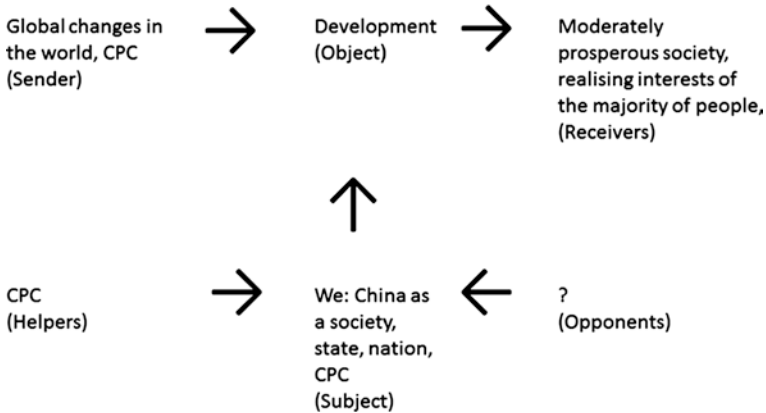 Global changes in
the world, CPC
(Sender)
Development
(Object)
Moderately
prosperous society,
realising interests of
the majority of people,
(Receivers)
CPC
(Helpers)
We: China as
a society,
state, nation,
CPC
(Subject)
?
(Opponents)